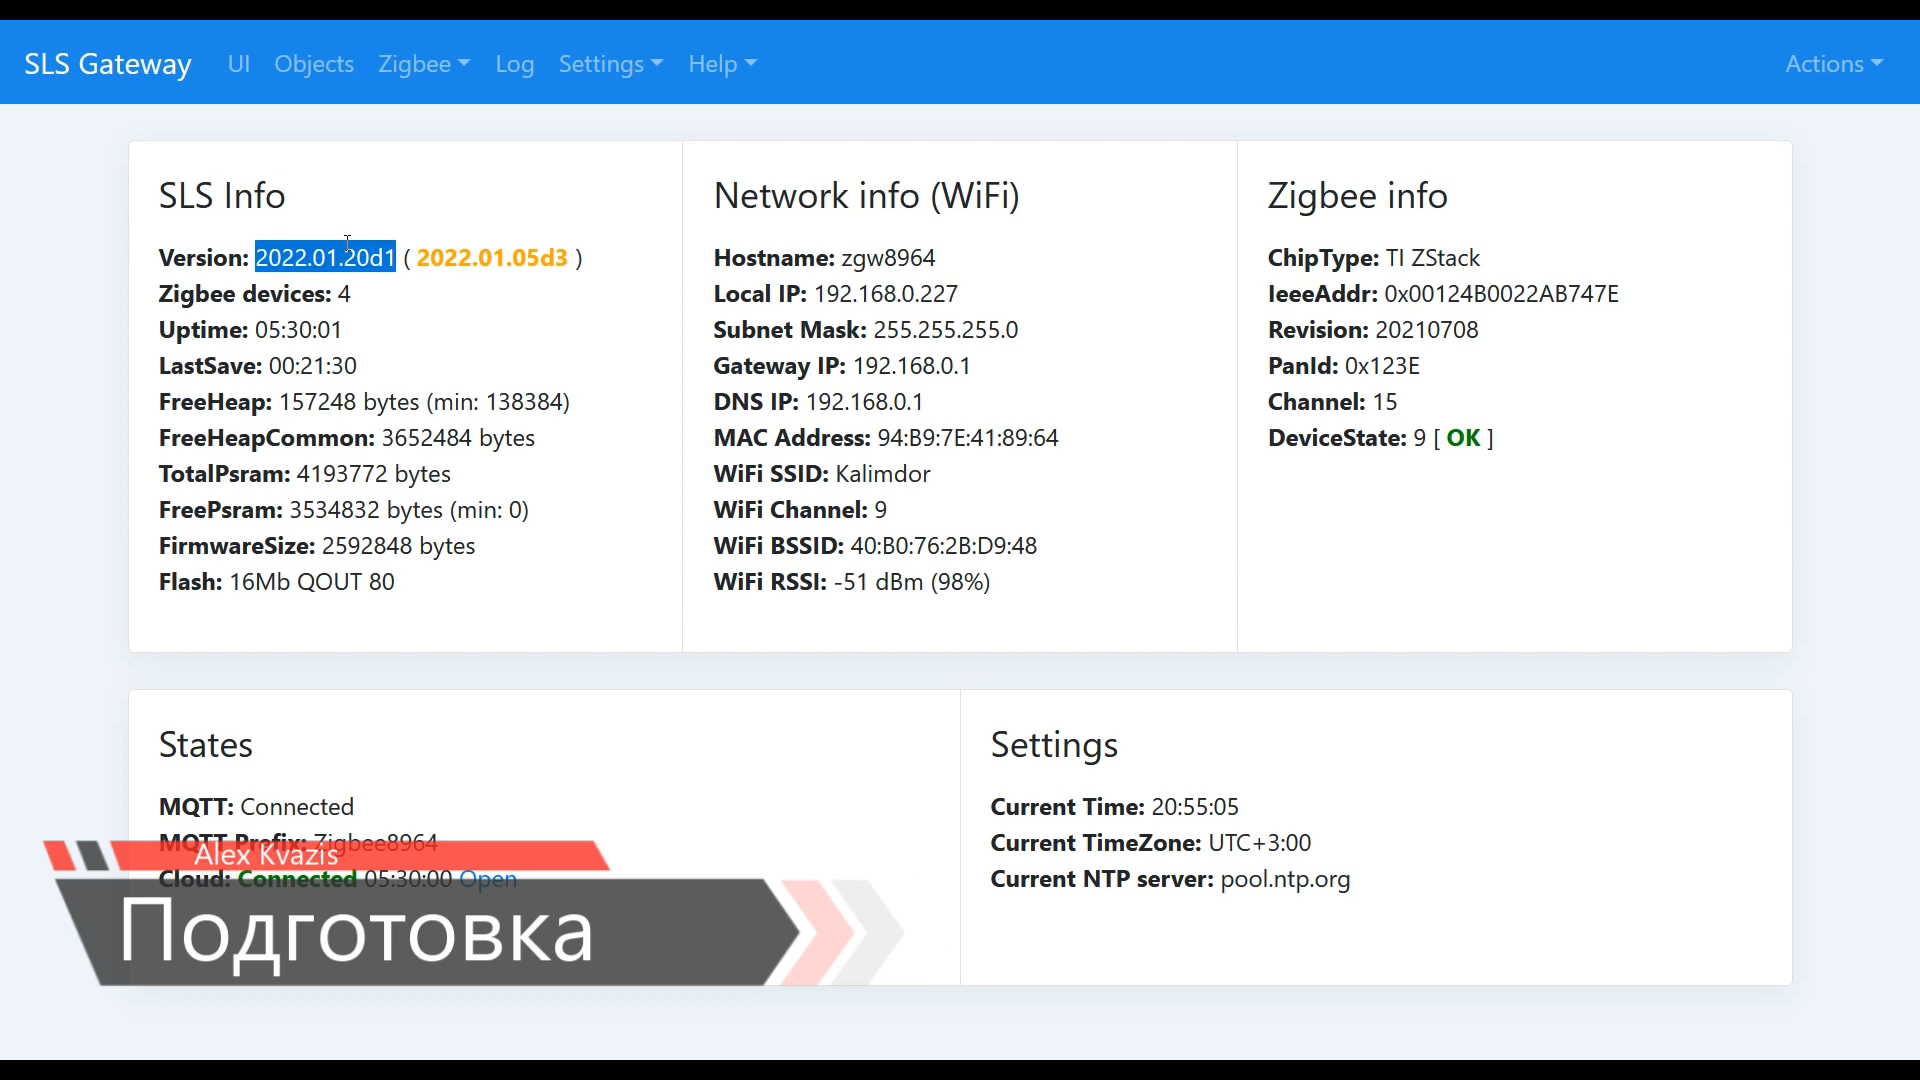 SLS Gateway UI Objects Zigbee Log Settings Help Actions
SLS Info
Version: 2022.01.20d1 ( 2022.01.05d3 )
Zigbee devices: 4
Uptime: 05:30:01
LastSave: 00:21:30
FreeHeap: 157248 bytes (min: 138384)
FreeHeapCommon: 3652484 bytes
TotalPsram: 4193772 bytes
FreePsram: 3534832 bytes (min: 0)
FirmwareSize: 2592848 bytes
Flash: 16Mb QOUT 80
Network info (WiFi)
Hostname: zgw8964
Local IP: 192.168.0.227
Subnet Mask: 255.255.255.0
Gateway IP: 192.168.0.1
DNS IP: 192.168.0.1
MAC Address: 94:B9:7E:41:89:64
WiFi SSID: Kalimdor
WiFi Channel: 9
WiFi BSSID: 40:B0:76:2B:D9:48
WiFi RSSI: -51 dBm (98%)
Zigbee info
ChipType: TI ZStack
IeeeAddr: 0x00124B0022AB747E
Revision: 20210708
PanId: 0x123E
Channel: 15
DeviceState: 9 [ OK ]
States
MQTT: Connected
MQTT Prefix: Zigbee8964
Cloud: Connected 05:30:00 Open
Settings
Current Time: 20:55:05
Current TimeZone: UTC+3:00
Current NTP server: pool.ntp.org
Alex Kvazis
Подготовка